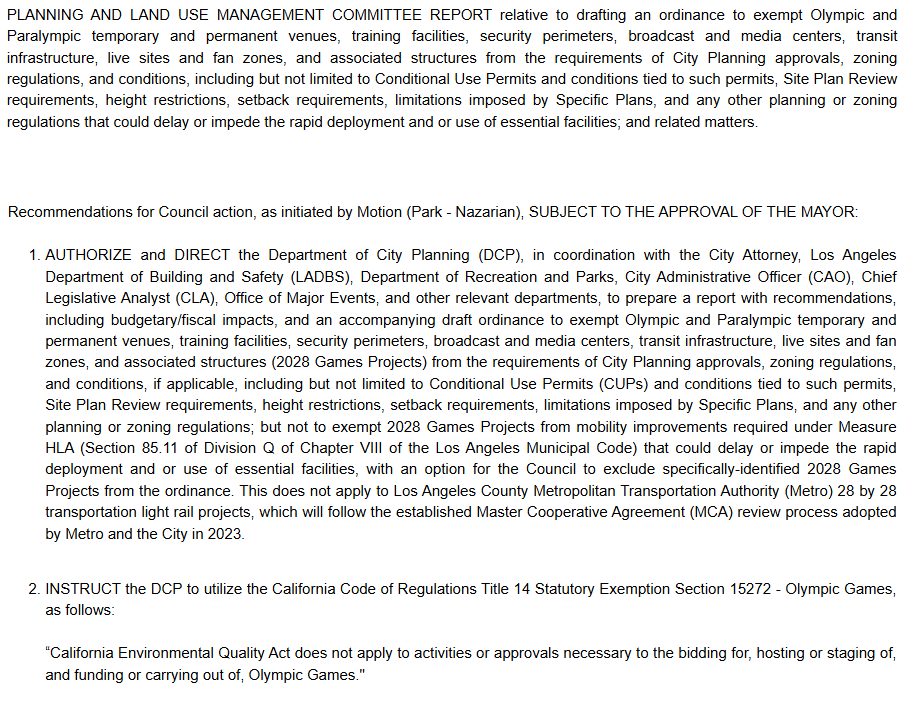 PLANNING AND LAND USE MANAGEMENT COMMITTEE REPORT relative to drafting an ordinance to exempt Olympic and
Paralympic temporary and permanent venues, training facilities, security perimeters, broadcast and media centers, transit
infrastructure, live sites and fan zones, and associated structures from the requirements of City Planning approvals, zoning
regulations, and conditions, including but not limited to Conditional Use Permits and conditions tied to such permits, Site Plan Review
requirements, height restrictions, setback requirements, limitations imposed by Specific Plans, and any other planning or zoning
regulations that could delay or impede the rapid deployment and or use of essential facilities; and related matters.
Recommendations for Council action, as initiated by Motion (Park - Nazarian), SUBJECT TO THE APPROVAL OF THE MAYOR:
1. AUTHORIZE and DIRECT the Department of City Planning (DCP), in coordination with the City Attorney, Los Angeles
Department of Building and Safety (LADBS), Department of Recreation and Parks, City Administrative Officer (CAO), Chief
Legislative Analyst (CLA), Office of Major Events, and other relevant departments, to prepare a report with recommendations,
including budgetary/fiscal impacts, and an accompanying draft ordinance to exempt Olympic and Paralympic temporary and
permanent venues, training facilities, security perimeters, broadcast and media centers, transit infrastructure, live sites and fan
zones, and associated structures (2028 Games Projects) from the requirements of City Planning approvals, zoning regulations,
and conditions, if applicable, including but not limited to Conditional Use Permits (CUPs) and conditions tied to such permits,
Site Plan Review requirements, height restrictions, setback requirements, limitations imposed by Specific Plans, and any other
planning or zoning regulations; but not to exempt 2028 Games Projects from mobility improvements required under Measure
HLA (Section 85.11 of Division Q of Chapter VIII of the Los Angeles Municipal Code) that could delay or impede the rapid
deployment and or use of essential facilities, with an option for the Council to exclude specifically-identified 2028 Games
Projects from the ordinance. This does not apply to Los Angeles County Metropolitan Transportation Authority (Metro) 28 by 28
transportation light rail projects, which will follow the established Master Cooperative Agreement (MCA) review process adopted
by Metro and the City in 2023.
2. INSTRUCT the DCP to utilize the California Code of Regulations Title 14 Statutory Exemption Section 15272 - Olympic Games,
as follows:
“California Environmental Quality Act does not apply to activities or approvals necessary to the bidding for, hosting or staging of,
and funding or carrying out of, Olympic Games."